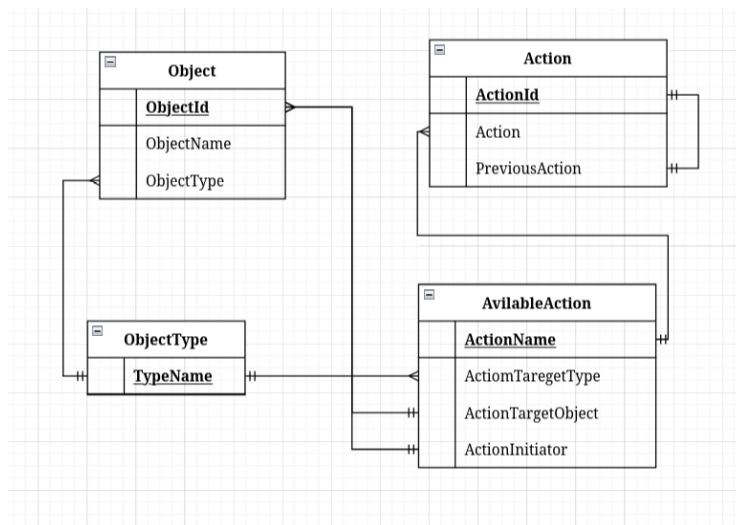 Object
ObjectId
ObjectName
ObjectType
Action
ActionId
Action
PreviousAction
ObjectType
TypeName
AvilableAction
ActionName
ActiomTaregetType
ActionTargetObject
ActionInitiator